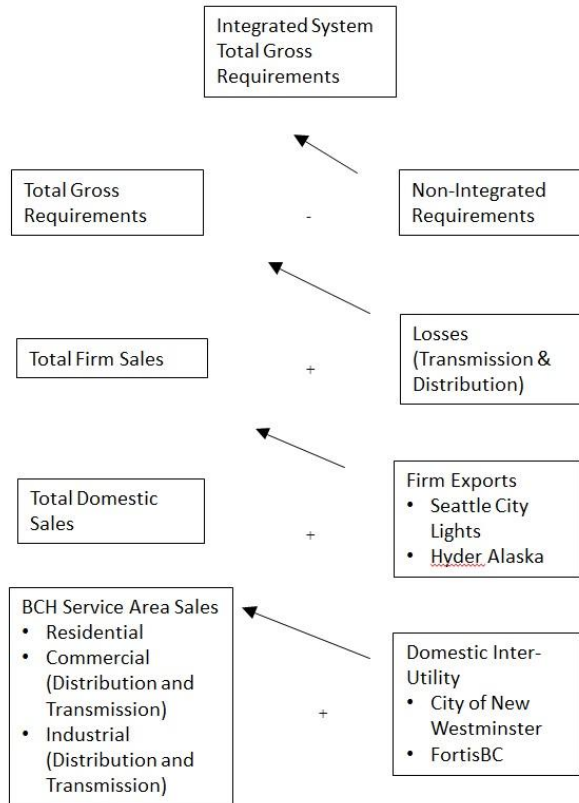 Integrated System
Total Gross
Requirements
Total Gross
Requirements
-
Non-Integrated
Requirements
Total Firm Sales
+
Losses
(Transmission &
Distribution)
Total Domestic
Sales
+
Firm Exports
• Seattle City
Lights
• Hyder Alaska
BCH Service Area Sales
• Residential
• Commercial
(Distribution and
Transmission)
• Industrial
(Distribution and
Transmission)
+
Domestic Inter-
Utility
• City of New
Westminster
• FortisBC